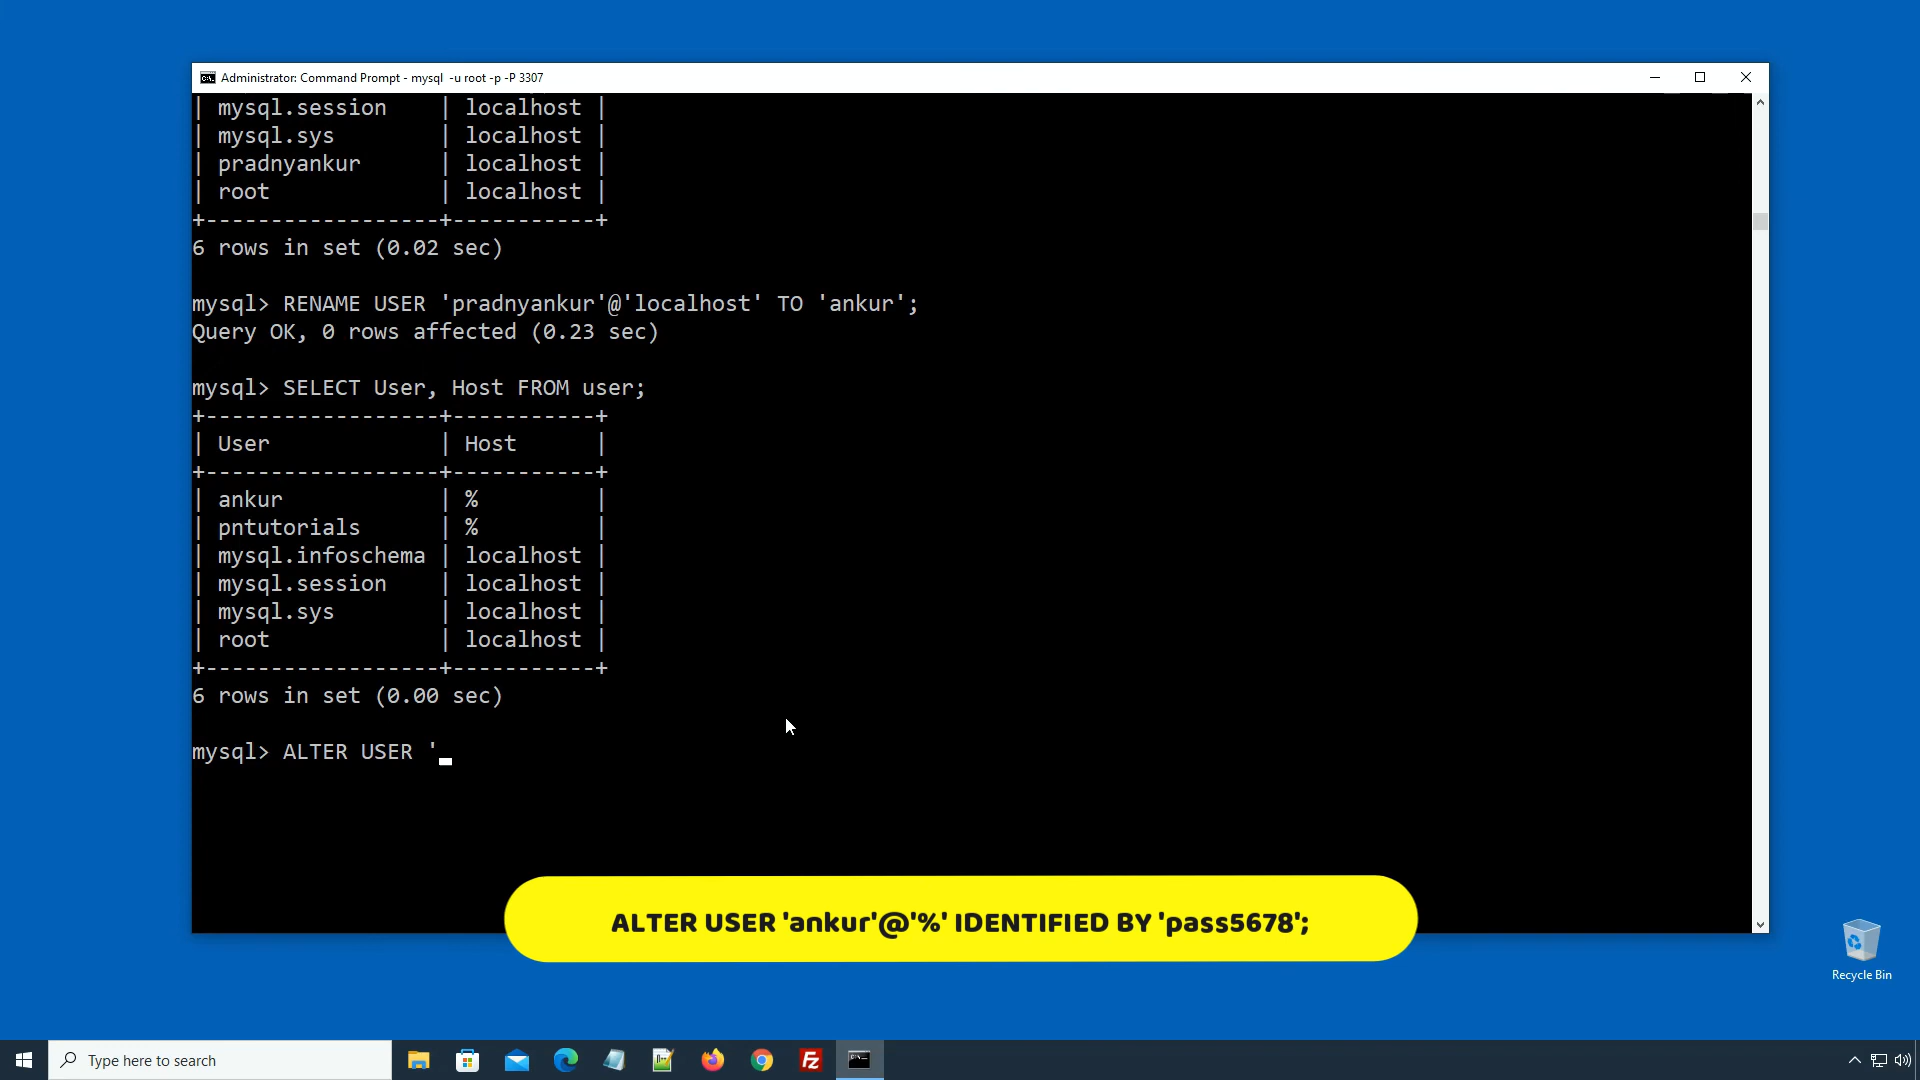 Administrator: Command Prompt - mysql  -u root -p -P 3307
| mysql.session    | localhost |
| mysql.sys        | localhost |
| pradnyankur      | localhost |
| root             | localhost |
+------------------+-----------+
6 rows in set (0.02 sec)
mysql> RENAME USER 'pradnyankur'@'localhost' TO 'ankur';
Query OK, 0 rows affected (0.23 sec)
mysql> SELECT User, Host FROM user;
+------------------+-----------+
| User             | Host      |
+------------------+-----------+
| ankur            | %         |
| pntutorials      | %         |
| mysql.infoschema | localhost |
| mysql.session    | localhost |
| mysql.sys        | localhost |
| root             | localhost |
+------------------+-----------+
6 rows in set (0.00 sec)
mysql> ALTER USER '
ALTER USER 'ankur'@'%' IDENTIFIED BY 'pass5678';
Recycle Bin
Type here to search